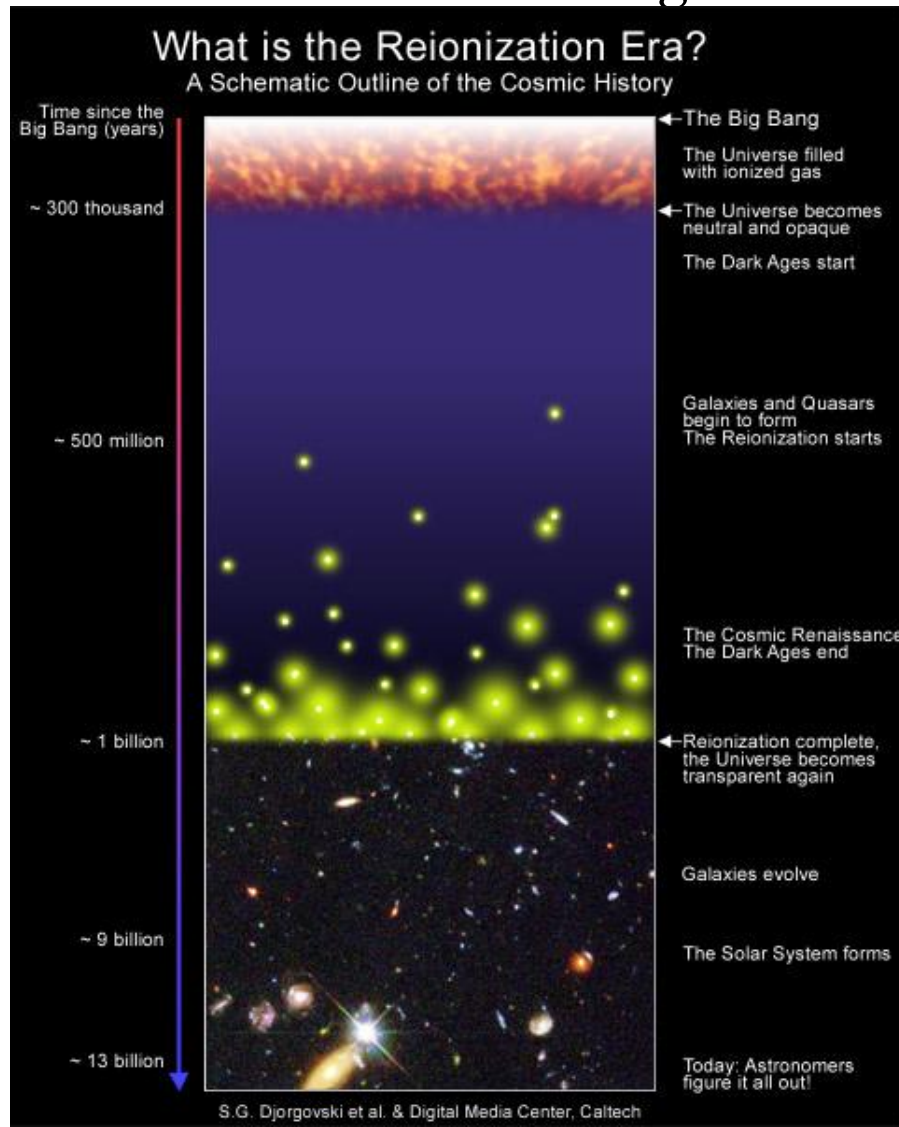 What is the Reionization Era?
A Schematic Outline of the Cosmic History
Time since the
Big Bang (years)
The Big Bang
The Universe filled
with ionized gas
~ 300 thousand
The Universe becomes
neutral and opaque
The Dark Ages start
Galaxies and Quasars
begin to form
The Reionization starts
~ 500 million
The Cosmic Renaissance
The Dark Ages end
~ 1 billion
Reionization complete,
the Universe becomes
transparent again
Galaxies evolve
~ 9 billion
The Solar System forms
~ 13 billion
Today: Astronomers
figure it all out!
S.G. Djorgovski et al. & Digital Media Center, Caltech